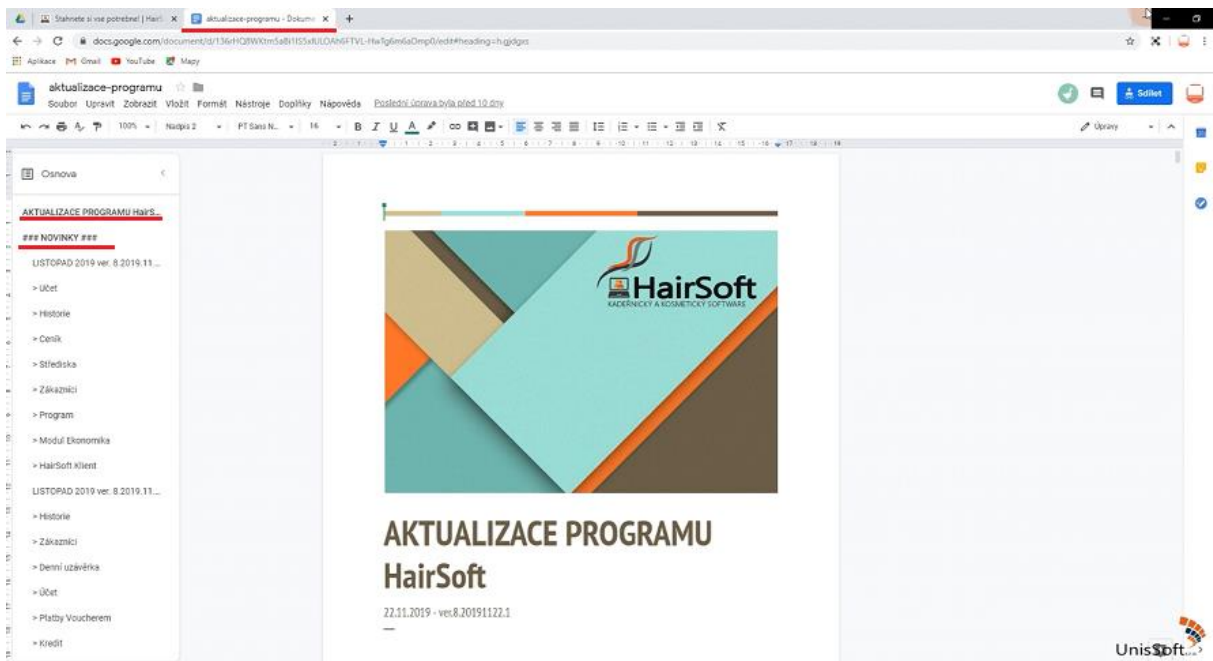 Stahnete si vse potrebne! | HairS
aktualizace-programu - Dokume
Aplikace Gmail YouTube Mapy
aktualizace-programu
Soubor Upravit Zobrazit Vložit Formát Nástroje Doplňky Nápověda Poslední úprava byla před 10 dny
Sdílet
100% Nadpis 2 PT Sans N... 16 B I U A
Úpravy
Osnova
AKTUALIZACE PROGRAMU HairS...
### NOVINKY ###
LISTOPAD 2019 ver. 8.2019.11....
> Účet
> Historie
> Ceník
> Střediska
> Zákazníci
> Program
> Modul Ekonomika
> HairSoft Klient
LISTOPAD 2019 ver. 8.2019.11....
> Historie
> Zákazníci
> Denní uzávěrka
> Účet
> Platby Voucherem
> Kredit
HairSoft
KADEŘNICKÝ A KOSMETICKÝ SOFTWARE
AKTUALIZACE PROGRAMU
HairSoft
22.11.2019 - ver.8.20191122.1
UnisSoft